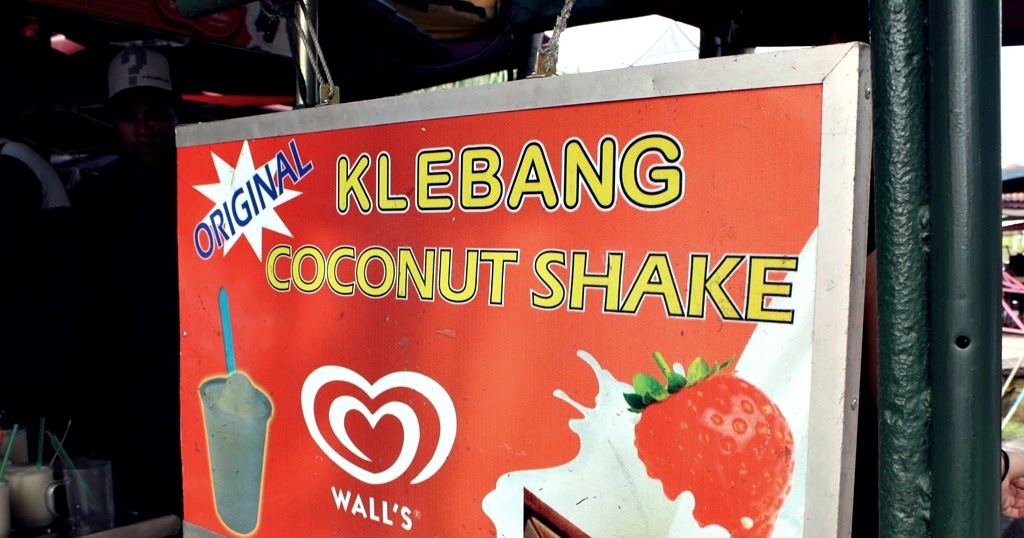 ORIGINAL
KLEBANG
COCONUT SHAKE
WALL'S®